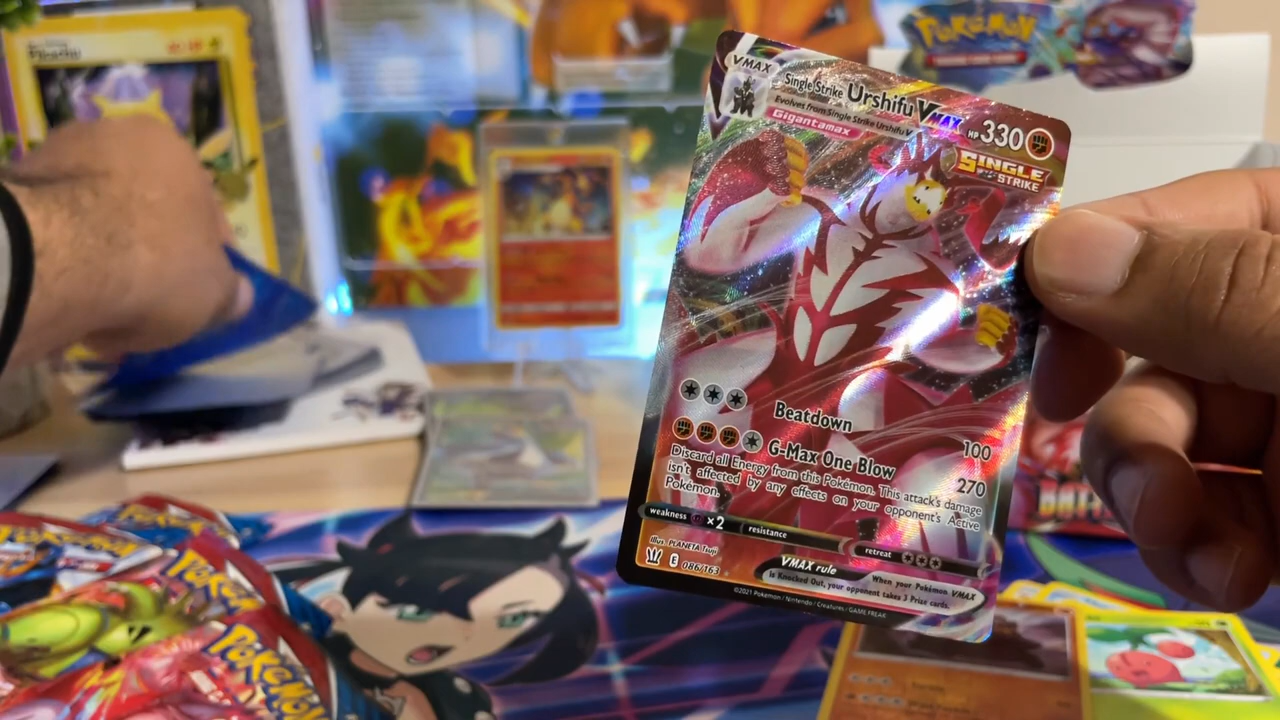 Pikachu
POKÉMON
VMAX
Single Strike Urshifu VMAX
HP 330
Evolves from Single Strike Urshifu V
Gigantamax
SINGLE
STRIKE
Beatdown 100
G-Max One Blow 270
Discard all Energy from this Pokémon. This attack's damage
isn't affected by any effects on your opponent's Active
Pokémon.
weakness ×2 resistance retreat
Illus. PLANETA Tsuji
E 086/163
VMAX rule When your Pokémon VMAX
is Knocked Out, your opponent takes 3 Prize cards.
©2021 Pokémon / Nintendo / Creatures / GAME FREAK
POKÉMON
POKÉMON
POKÉMON
POKÉMON